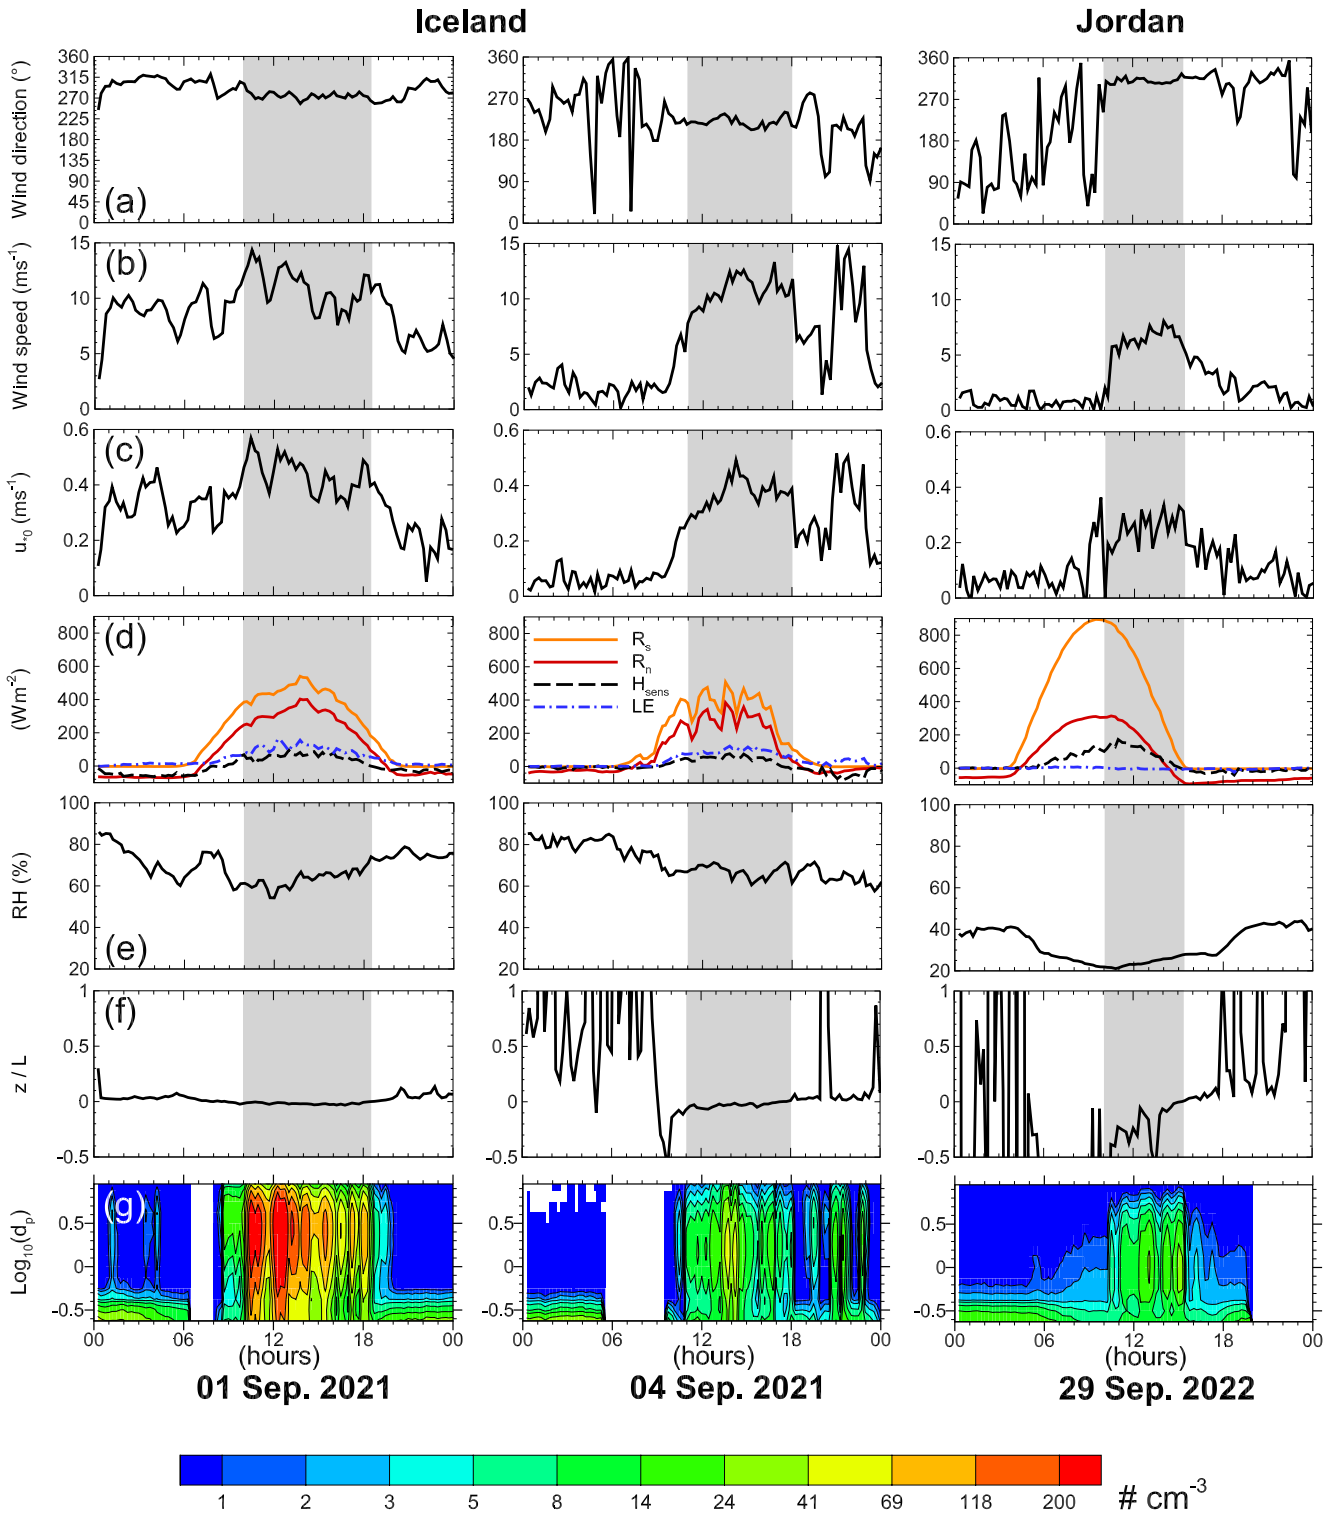 Iceland Jordan
Wind direction (°)
360 315 270 225 180 135 90 45 0
360 270 180 90 0
360 270 180 90 0
(a)
Wind speed (ms-1)
15 10 5 0
15 10 5 0
15 10 5 0
(b)
u*0 (ms-1)
0.6 0.4 0.2 0
0.6 0.4 0.2 0
0.6 0.4 0.2 0
(c)
(Wm-2)
800 600 400 200 0
800 600 400 200 0
800 600 400 200 0
(d)
Rs
Rn
Hsens
LE
RH (%)
100 80 60 40 20
100 80 60 40 20
100 80 60 40 20
(e)
z / L
1 0.5 0 -0.5
1 0.5 0 -0.5
1 0.5 0 -0.5
(f)
Log10(dp)
0.5 0 -0.5
0.5 0 -0.5
0.5 0 -0.5
(g)
00 06 12 18 00 00 06 12 18 00 00 06 12 18 00
(hours) (hours) (hours)
01 Sep. 2021 04 Sep. 2021 29 Sep. 2022
1 2 3 5 8 14 24 41 69 118 200 # cm-3